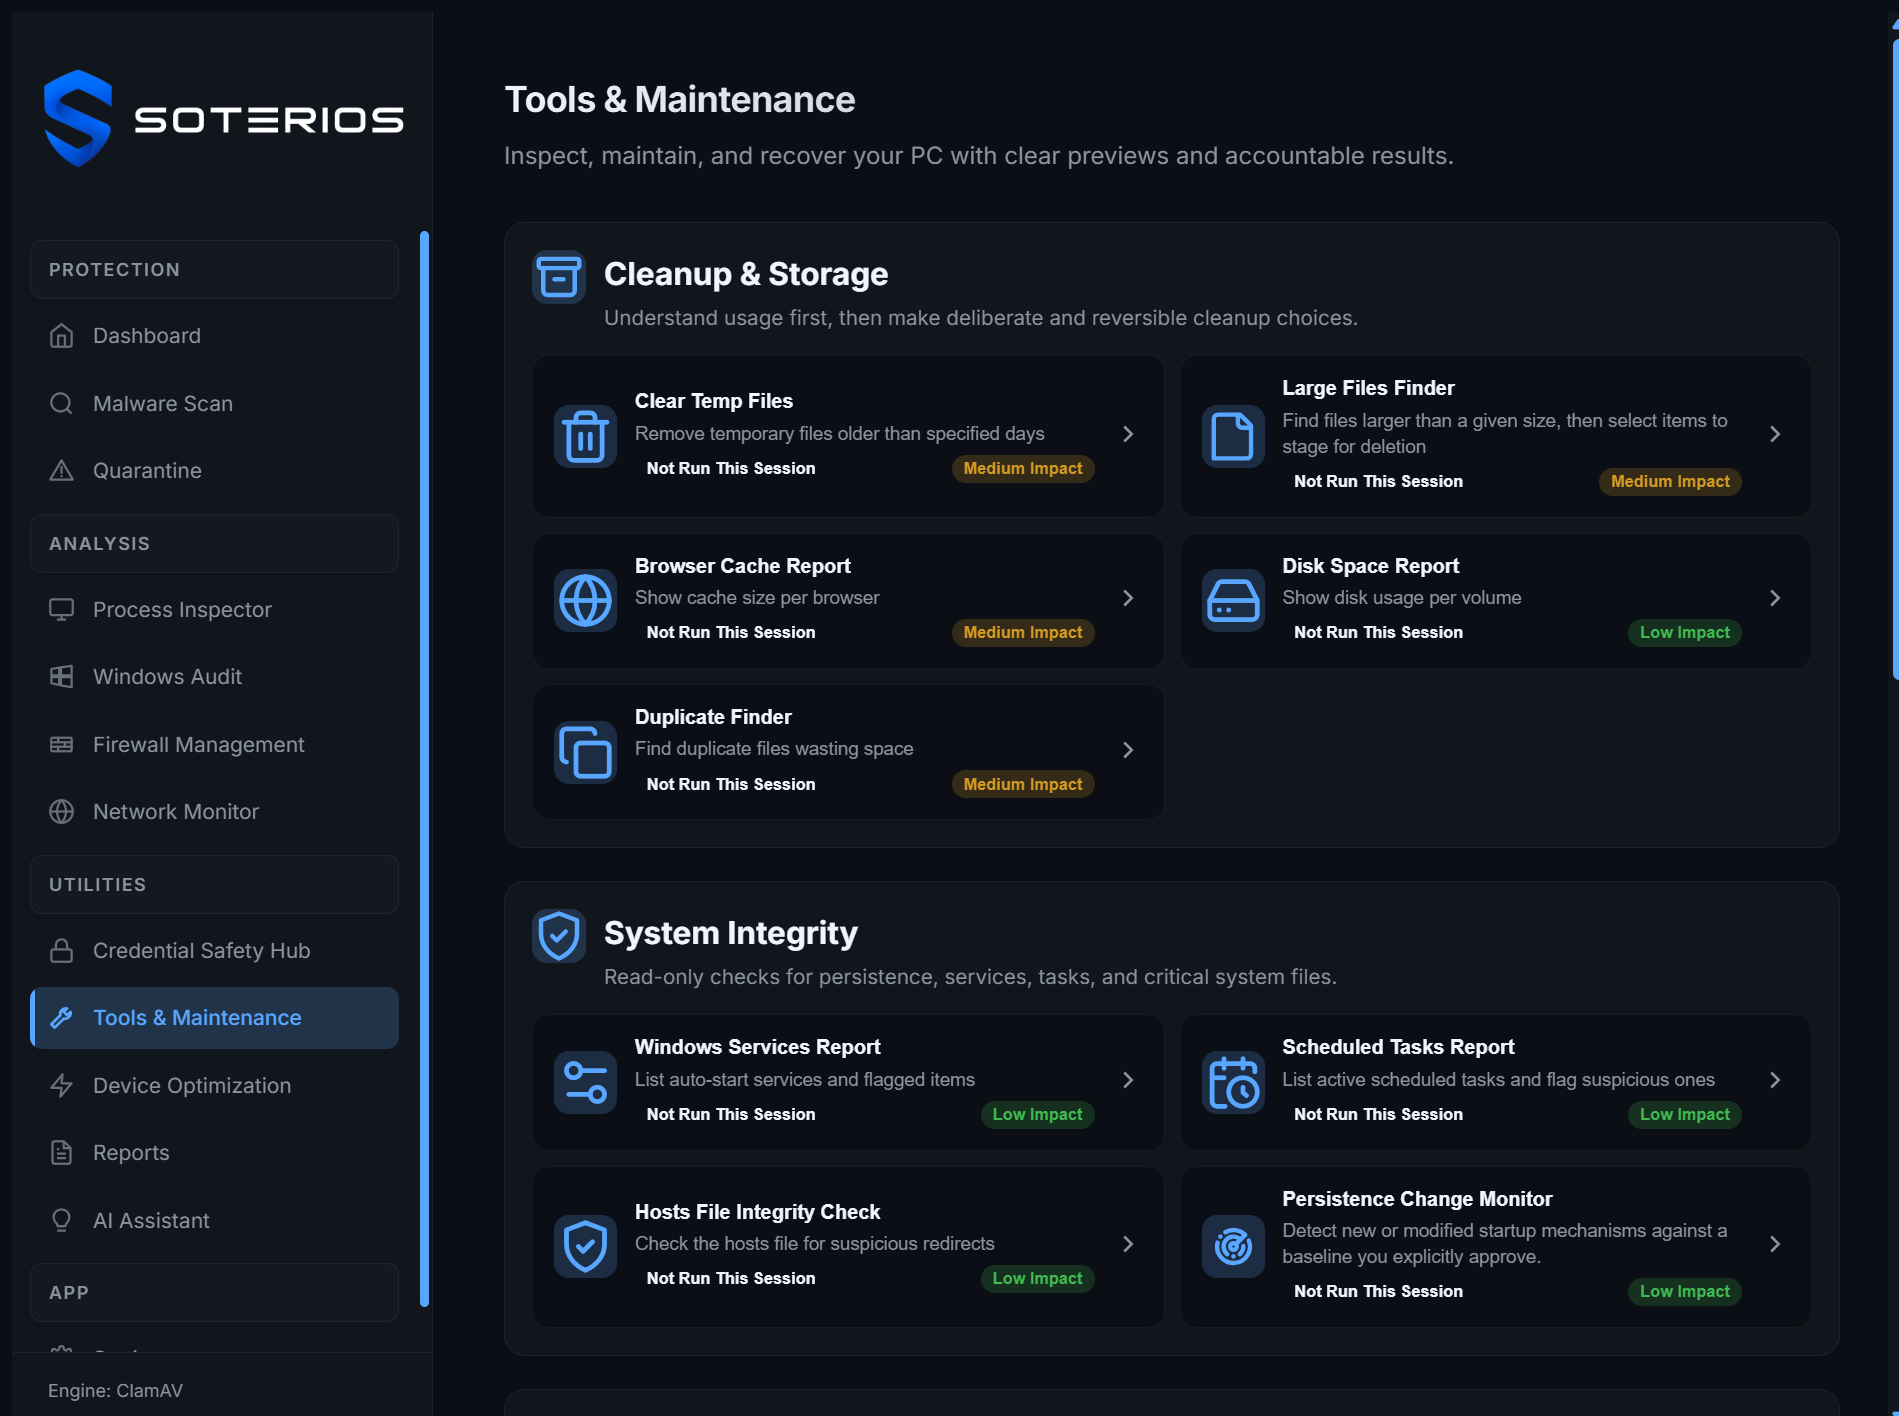 SOTERIOS
PROTECTION
Dashboard
Malware Scan
Quarantine
ANALYSIS
Process Inspector
Windows Audit
Firewall Management
Network Monitor
UTILITIES
Credential Safety Hub
Tools & Maintenance
Device Optimization
Reports
AI Assistant
APP
Engine: ClamAV
Tools & Maintenance
Inspect, maintain, and recover your PC with clear previews and accountable results.
Cleanup & Storage
Understand usage first, then make deliberate and reversible cleanup choices.
Clear Temp Files
Remove temporary files older than specified days
Not Run This Session
Medium Impact
Large Files Finder
Find files larger than a given size, then select items to
stage for deletion
Not Run This Session
Medium Impact
Browser Cache Report
Show cache size per browser
Not Run This Session
Medium Impact
Disk Space Report
Show disk usage per volume
Not Run This Session
Low Impact
Duplicate Finder
Find duplicate files wasting space
Not Run This Session
Medium Impact
System Integrity
Read-only checks for persistence, services, tasks, and critical system files.
Windows Services Report
List auto-start services and flagged items
Not Run This Session
Low Impact
Scheduled Tasks Report
List active scheduled tasks and flag suspicious ones
Not Run This Session
Low Impact
Hosts File Integrity Check
Check the hosts file for suspicious redirects
Not Run This Session
Low Impact
Persistence Change Monitor
Detect new or modified startup mechanisms against a
baseline you explicitly approve.
Not Run This Session
Low Impact